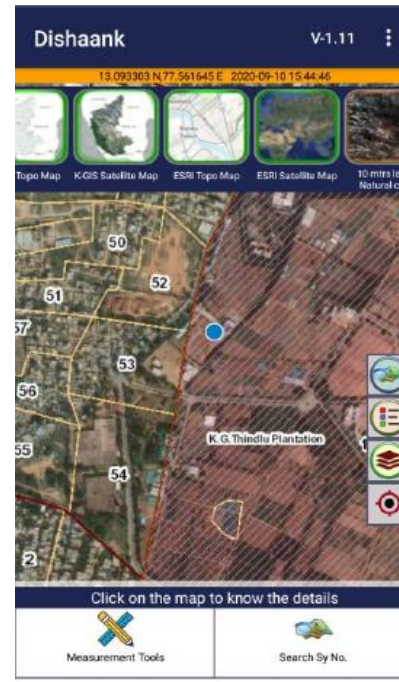 Dishaank V-1.11
13.093303 N,77.561645 E 2020-09-10 15:44:46
Topo Map K-GIS Satellite Map ESRI Topo Map ESRI Satellite Map 10 mtrs
Natural
50
51
52
57
53
56
K. G. Thindlu Plantation
55
54
2
Click on the map to know the details
Measurement Tools Search Sy No.